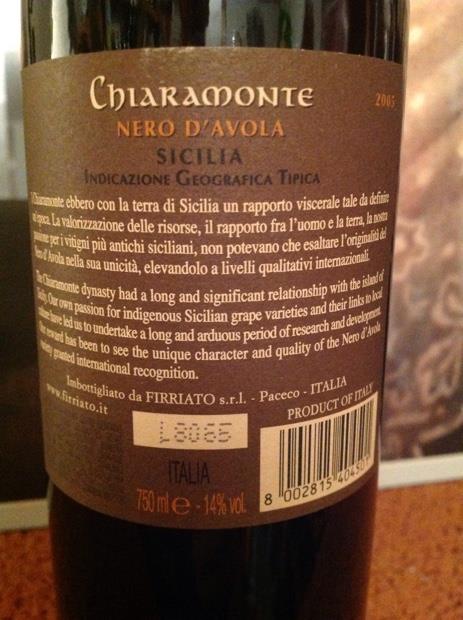 Chiaramonte
2005
NERO D'AVOLA
SICILIA
INDICAZIONE GEOGRAFICA TIPICA
Chiaramonte ebbero con la terra di Sicilia un rapporto viscerale tale da definire
epoca. La valorizzazione delle risorse, il rapporto fra l'uomo e la terra, la nostra
passione per i vitigni più antichi siciliani, non potevano che esaltare l'originalità del
Nero d'Avola nella sua unicità, elevandolo a livelli qualitativi internazionali.
The Chiaramonte dynasty had a long and significant relationship with the island of
Sicily. Our own passion for indigenous Sicilian grape varieties and their links to local
culture have led us to undertake a long and arduous period of research and development.
Our reward has been to see the unique character and quality of the Nero d'Avola
variety granted international recognition.
Imbottigliato da FIRRIATO s.r.l. - Paceco - ITALIA
www.firriato.it
PRODUCT OF ITALY
L8065
ITALIA
750 ml e - 14% vol.
8 002815 404501